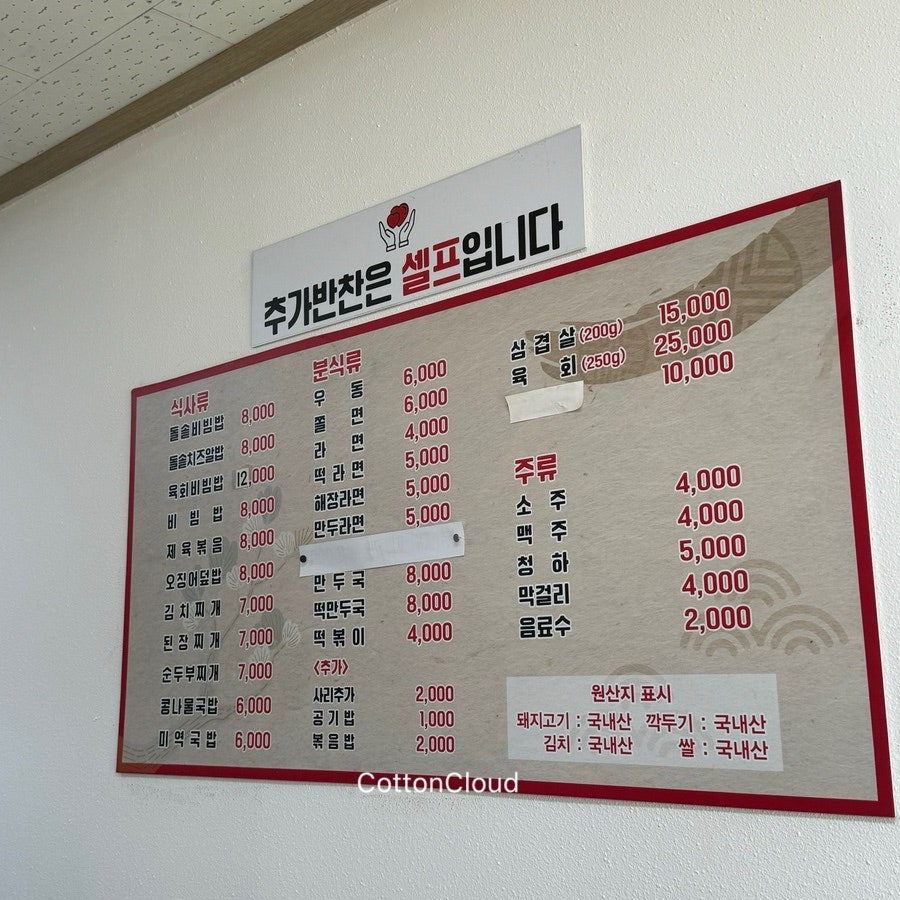 추가반찬은 셀프입니다
식사류
돌솥비빔밥 8,000
돌솥치즈알밥 8,000
육회비빔밥 12,000
비빔밥 8,000
제육볶음 8,000
오징어덮밥 8,000
김치찌개 7,000
된장찌개 7,000
순두부찌개 7,000
콩나물국밥 6,000
미역국밥 6,000
분식류
우동 6,000
쫄면 6,000
라면 4,000
떡라면 5,000
해장라면 5,000
만두라면 5,000
만두국 8,000
떡만두국 8,000
떡볶이 4,000
<추가>
사리추가 2,000
공기밥 1,000
볶음밥 2,000
삼겹살(200g) 15,000
육회(250g) 25,000
10,000
주류
소주 4,000
맥주 4,000
청하 5,000
막걸리 4,000
음료수 2,000
원산지 표시
돼지고기 : 국내산 깍두기 : 국내산
김치 : 국내산 쌀 : 국내산
CottonCloud